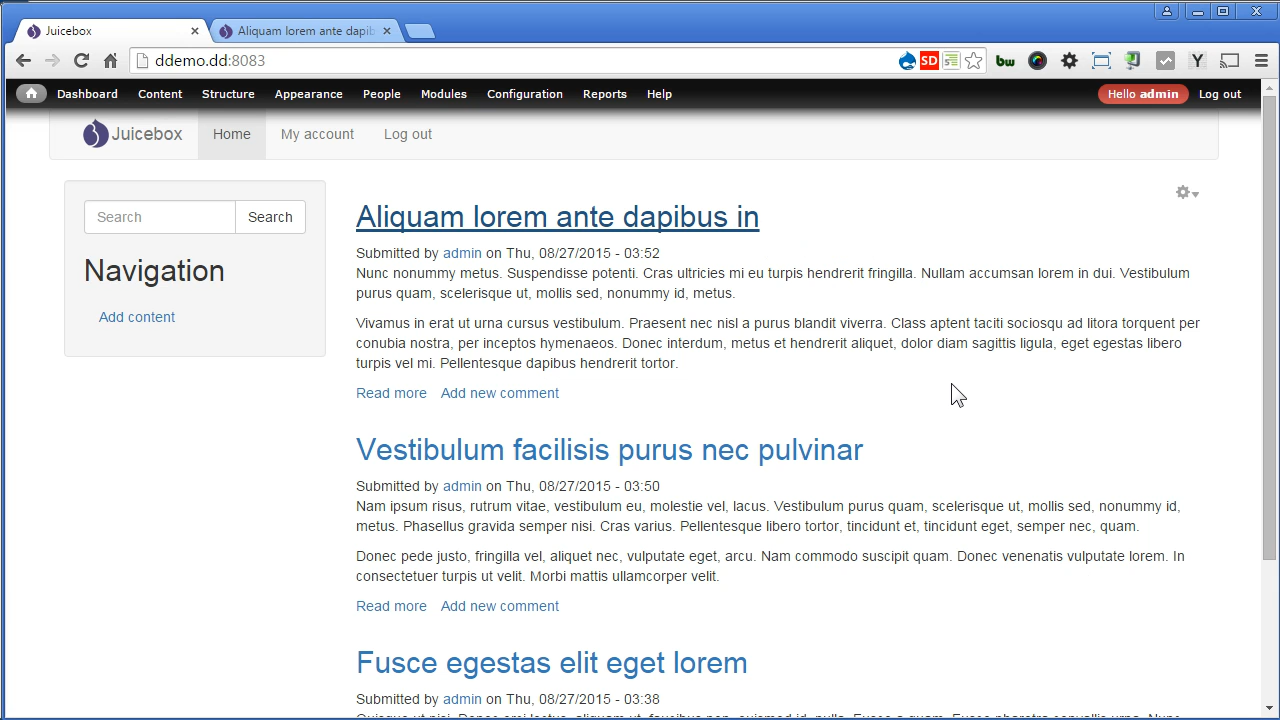 Juicebox
Aliquam lorem ante dapib
ddemo.dd:8083
SD
bw
Y
Dashboard Content Structure Appearance People Modules Configuration Reports Help
Hello admin Log out
Juicebox Home My account Log out
Search Search
Navigation
Add content
Aliquam lorem ante dapibus in
Submitted by admin on Thu, 08/27/2015 - 03:52
Nunc nonummy metus. Suspendisse potenti. Cras ultricies mi eu turpis hendrerit fringilla. Nullam accumsan lorem in dui. Vestibulum
purus quam, scelerisque ut, mollis sed, nonummy id, metus.
Vivamus in erat ut urna cursus vestibulum. Praesent nec nisl a purus blandit viverra. Class aptent taciti sociosqu ad litora torquent per
conubia nostra, per inceptos hymenaeos. Donec interdum, metus et hendrerit aliquet, dolor diam sagittis ligula, eget egestas libero
turpis vel mi. Pellentesque dapibus hendrerit tortor.
Read more Add new comment
Vestibulum facilisis purus nec pulvinar
Submitted by admin on Thu, 08/27/2015 - 03:50
Nam ipsum risus, rutrum vitae, vestibulum eu, molestie vel, lacus. Vestibulum purus quam, scelerisque ut, mollis sed, nonummy id,
metus. Phasellus gravida semper nisi. Cras varius. Pellentesque libero tortor, tincidunt et, tincidunt eget, semper nec, quam.
Donec pede justo, fringilla vel, aliquet nec, vulputate eget, arcu. Nam commodo suscipit quam. Donec venenatis vulputate lorem. In
consectetuer turpis ut velit. Morbi mattis ullamcorper velit.
Read more Add new comment
Fusce egestas elit eget lorem
Submitted by admin on Thu, 08/27/2015 - 03:38